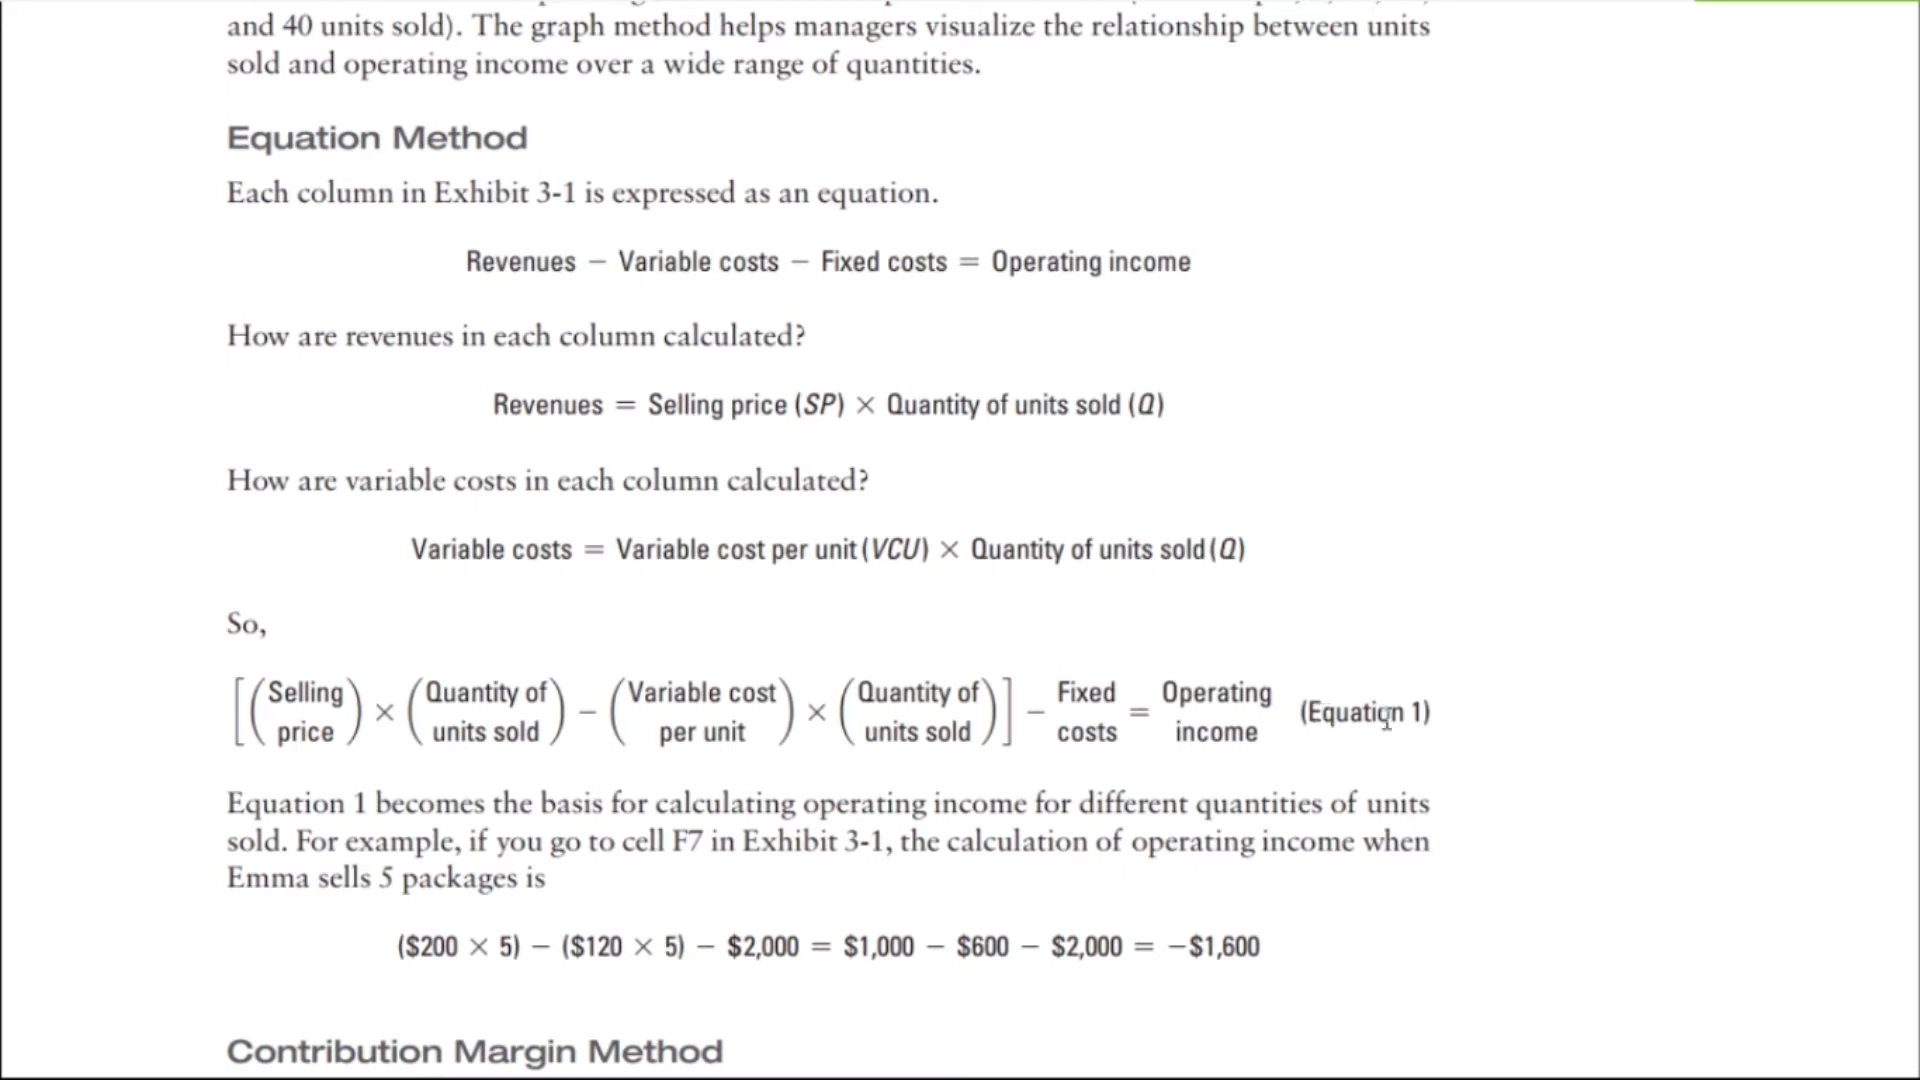 and 40 units sold). The graph method helps managers visualize the relationship between units
sold and operating income over a wide range of quantities.
Equation Method
Each column in Exhibit 3-1 is expressed as an equation.
Revenues − Variable costs − Fixed costs = Operating income
How are revenues in each column calculated?
Revenues = Selling price (SP) × Quantity of units sold (Q)
How are variable costs in each column calculated?
Variable costs = Variable cost per unit (VCU) × Quantity of units sold (Q)
So,
[(Selling price) × (Quantity of units sold) − (Variable cost per unit) × (Quantity of units sold)] − Fixed costs = Operating income (Equation 1)
Equation 1 becomes the basis for calculating operating income for different quantities of units
sold. For example, if you go to cell F7 in Exhibit 3-1, the calculation of operating income when
Emma sells 5 packages is
($200 × 5) − ($120 × 5) − $2,000 = $1,000 − $600 − $2,000 = −$1,600
Contribution Margin Method